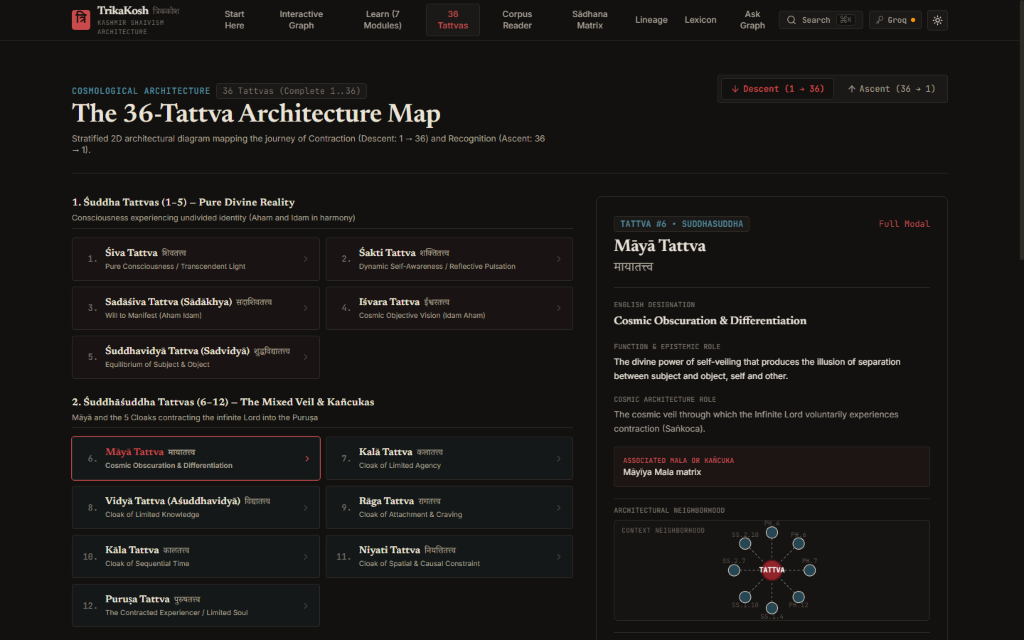 TrikaKosh त्रिककोश
KASHMIR SHAIVISM
ARCHITECTURE
Start Here
Interactive Graph
Learn (7 Modules)
36 Tattvas
Corpus Reader
Sādhana Matrix
Lineage
Lexicon
Ask Graph
Search ⌘K
Groq
COSMOLOGICAL ARCHITECTURE 36 Tattvas (Complete 1..36)
The 36-Tattva Architecture Map
Stratified 2D architectural diagram mapping the journey of Contraction (Descent: 1 → 36) and Recognition (Ascent: 36
→ 1).
↓ Descent (1 → 36)
↑ Ascent (36 → 1)
1. Śuddha Tattvas (1–5) — Pure Divine Reality
Consciousness experiencing undivided identity (Aham and Idam in harmony)
1. Śiva Tattva शिवतत्त्व
Pure Consciousness / Transcendent Light
2. Śakti Tattva शक्तितत्त्व
Dynamic Self-Awareness / Reflective Pulsation
3. Sadāśiva Tattva (Sādākhya) सदाशिवतत्त्व
Will to Manifest (Aham Idam)
4. Īśvara Tattva ईश्वरतत्त्व
Cosmic Objective Vision (Idam Aham)
5. Śuddhavidyā Tattva (Sadvidyā) शुद्धविद्यातत्त्व
Equilibrium of Subject & Object
2. Śuddhāśuddha Tattvas (6–12) — The Mixed Veil & Kañcukas
Māyā and the 5 Cloaks contracting the infinite Lord into the Puruṣa
6. Māyā Tattva मायातत्त्व
Cosmic Obscuration & Differentiation
7. Kalā Tattva कलातत्त्व
Cloak of Limited Agency
8. Vidyā Tattva (Aśuddhavidyā) विद्यातत्त्व
Cloak of Limited Knowledge
9. Rāga Tattva रागतत्त्व
Cloak of Attachment & Craving
10. Kāla Tattva कालतत्त्व
Cloak of Sequential Time
11. Niyati Tattva नियतितत्त्व
Cloak of Spatial & Causal Constraint
12. Puruṣa Tattva पुरुषतत्त्व
The Contracted Experiencer / Limited Soul
TATTVA #6 • SUDDHASUDDHA
Full Modal
Māyā Tattva
मायातत्त्व
ENGLISH DESIGNATION
Cosmic Obscuration & Differentiation
FUNCTION & EPISTEMIC ROLE
The divine power of self-veiling that produces the illusion of separation
between subject and object, self and other.
COSMIC ARCHITECTURE ROLE
The cosmic veil through which the Infinite Lord voluntarily experiences
contraction (Saṅkoca).
ASSOCIATED MALA OR KAÑCUKA
Māyīya Mala matrix
ARCHITECTURAL NEIGHBORHOOD
CONTEXT NEIGHBORHOOD
TATTVA
PH.7
PH.12